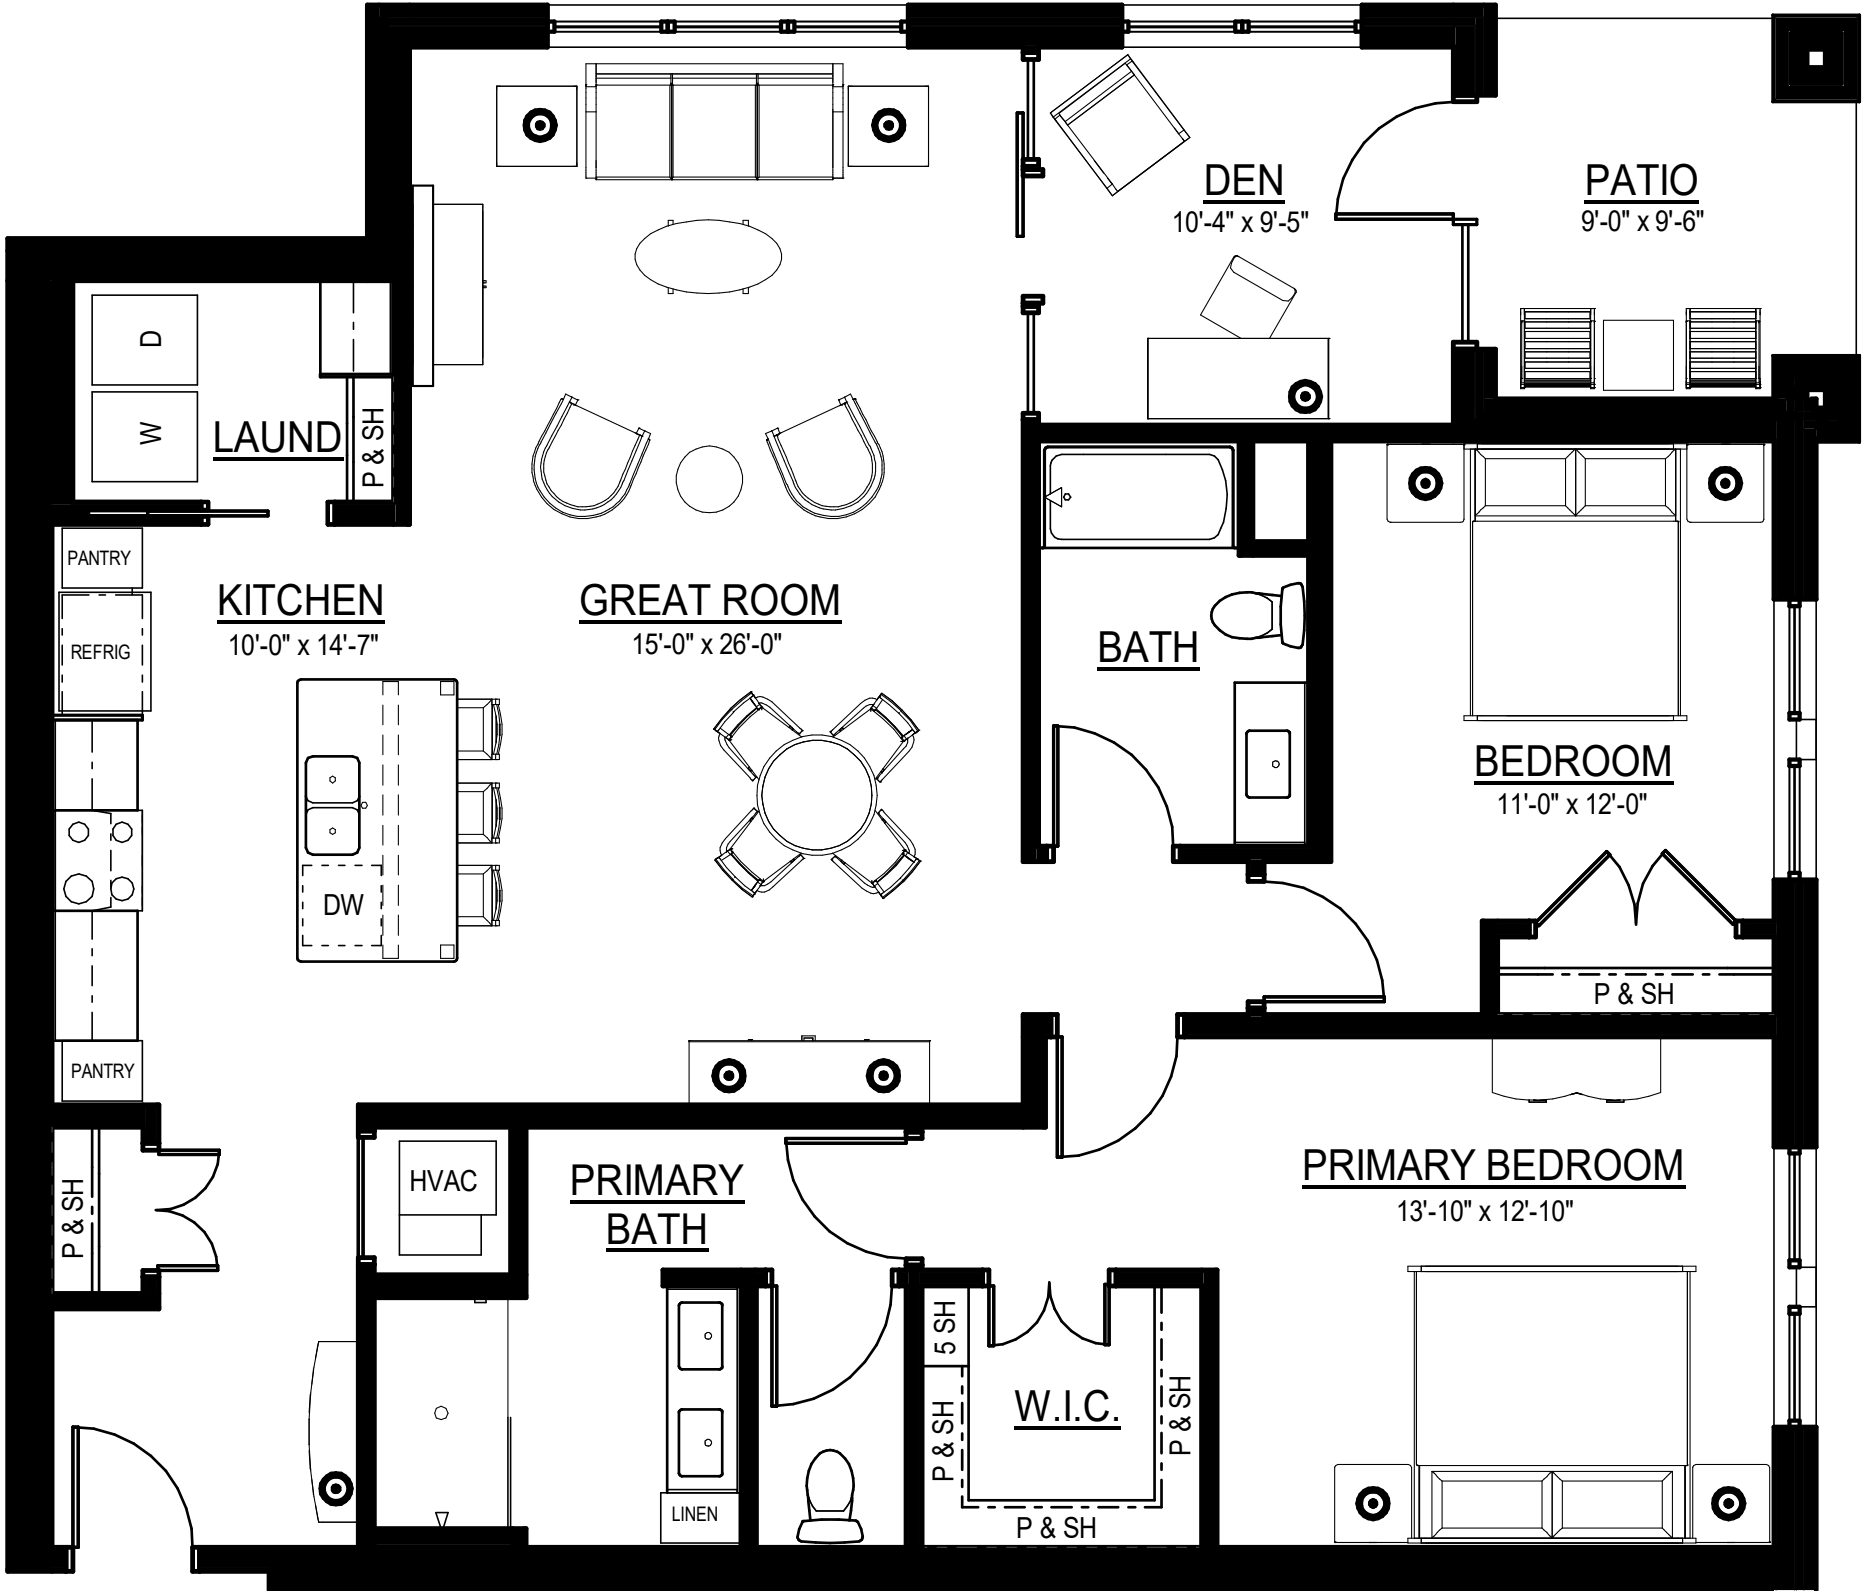 DEN
10'-4" x 9'-5"
PATIO
9'-0" x 9'-6"
D
W
LAUND
P & SH
PANTRY
REFRIG
KITCHEN
10'-0" x 14'-7"
GREAT ROOM
15'-0" x 26'-0"
BATH
BEDROOM
11'-0" x 12'-0"
DW
P & SH
PANTRY
P & SH
HVAC
PRIMARY
BATH
PRIMARY BEDROOM
13'-10" x 12'-10"
5 SH
P & SH
W.I.C.
P & SH
LINEN
P & SH